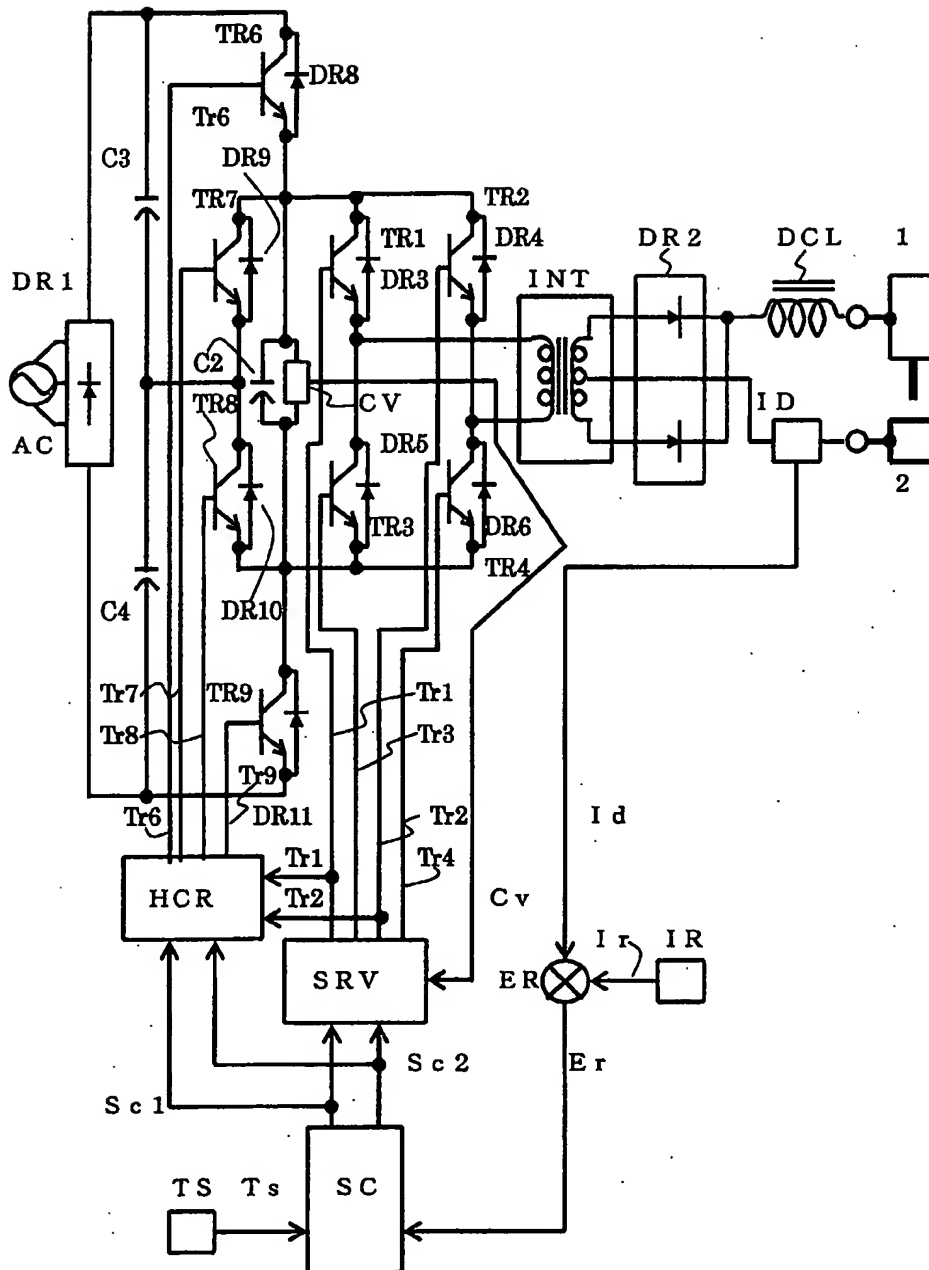 TR6
DR8
Tr6
C3
DR9
TR7
TR2
TR1
DR4
DR2
DCL
1
DR1
DR3
INT
C2
TR8
CV
ID
AC
DR5
2
TR3
DR6
TR4
C4
DR10
Tr7
TR9
Tr1
Tr8
Tr3
Tr9
Tr6
DR11
Tr2
Id
Tr1
Tr4
HCR
Tr2
Cv
Ir
IR
SRV
ER
Sc2
Er
Sc1
TS
Ts
SC